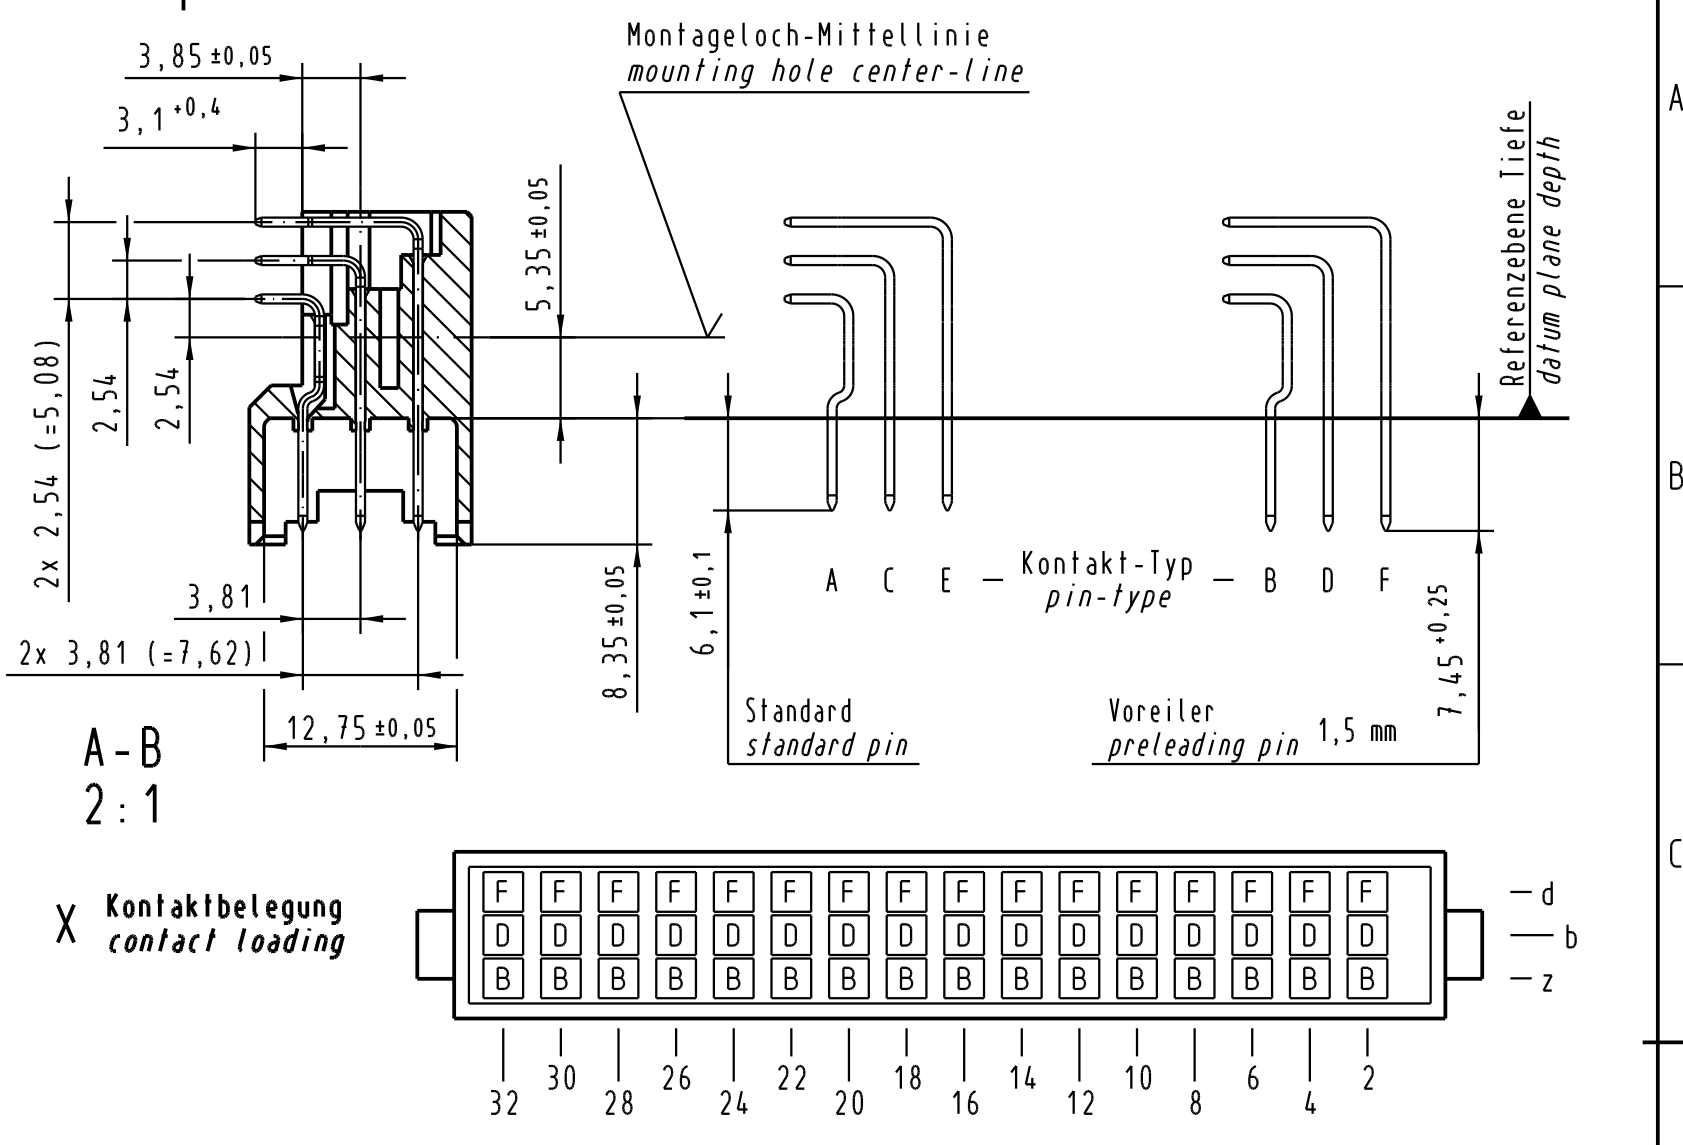 3,85 ±0,05
3,1 +0,4
Montageloch-Mittellinie
mounting hole center-line
5,35 ±0,05
Referenzebene Tiefe
datum plane depth
A
2x 2,54 (=5,08)
2,54
2,54
B
3,81
2x 3,81 (=7,62)
12,75 ±0,05
8,35 ±0,05
6,1 ±0,1
A C E – Kontakt-Typ – B D F
pin-type
7,45 +0,25
Standard
standard pin
Voreiler
preleading pin 1,5 mm
A-B
2:1
C
X Kontaktbelegung
contact loading
F F F F F F F F F F F F F F F F – d
D D D D D D D D D D D D D D D D — b
B B B B B B B B B B B B B B B B – z
30 26 22 18 14 10 6 2
32 28 24 20 16 12 8 4